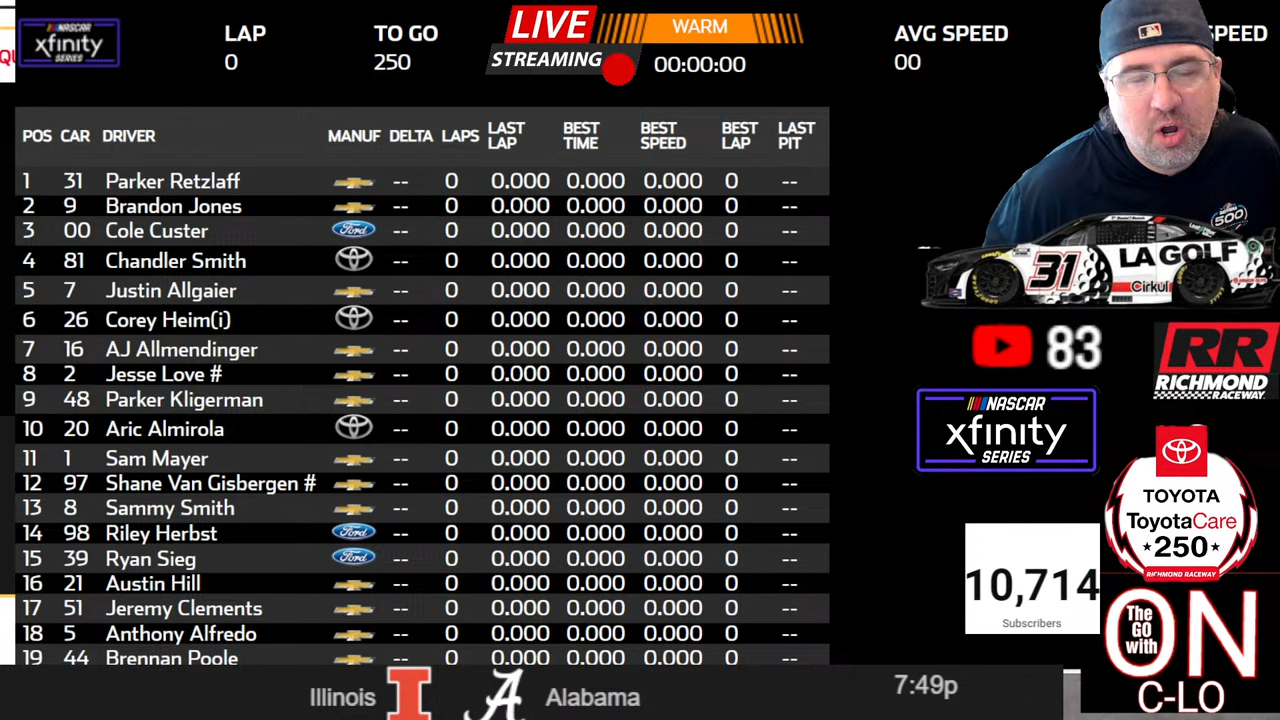 NASCAR
xfinity
SERIES
LAP
0
TO GO
250
LIVE
STREAMING
WARM
00:00:00
AVG SPEED
00
SPEED
POS CAR DRIVER MANUF DELTA LAPS LAST LAP BEST TIME BEST SPEED BEST LAP LAST PIT
1 31 Parker Retzlaff -- 0 0.000 0.000 0.000 0 --
2 9 Brandon Jones -- 0 0.000 0.000 0.000 0 --
3 00 Cole Custer Ford -- 0 0.000 0.000 0.000 0 --
4 81 Chandler Smith -- 0 0.000 0.000 0.000 0 --
5 7 Justin Allgaier -- 0 0.000 0.000 0.000 0 --
6 26 Corey Heim(i) -- 0 0.000 0.000 0.000 0 --
7 16 AJ Allmendinger -- 0 0.000 0.000 0.000 0 --
8 2 Jesse Love # -- 0 0.000 0.000 0.000 0 --
9 48 Parker Kligerman -- 0 0.000 0.000 0.000 0 --
10 20 Aric Almirola -- 0 0.000 0.000 0.000 0 --
11 1 Sam Mayer -- 0 0.000 0.000 0.000 0 --
12 97 Shane Van Gisbergen # -- 0 0.000 0.000 0.000 0 --
13 8 Sammy Smith -- 0 0.000 0.000 0.000 0 --
14 98 Riley Herbst Ford -- 0 0.000 0.000 0.000 0 --
15 39 Ryan Sieg Ford -- 0 0.000 0.000 0.000 0 --
16 21 Austin Hill -- 0 0.000 0.000 0.000 0 --
17 51 Jeremy Clements -- 0 0.000 0.000 0.000 0 --
18 5 Anthony Alfredo -- 0 0.000 0.000 0.000 0 --
19 44 Brennan Poole -- 0 0.000 0.000 0.000 0 --
500
31
LA GOLF
Cirkul
83
RR
RICHMOND
RACEWAY
NASCAR
xfinity
SERIES
TOYOTA
ToyotaCare
250
RICHMOND RACEWAY
10,714
Subscribers
The
GO
with
ON
C-LO
Illinois I A Alabama
7:49p